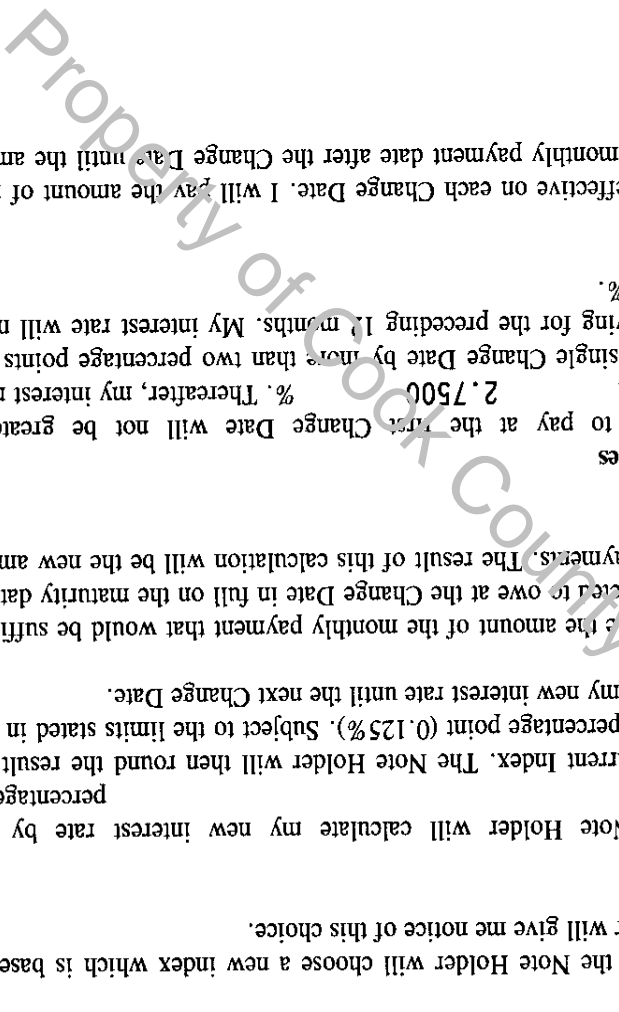 the Note Holder will choose a new index which is base
will give me notice of this choice.
Note Holder will calculate my new interest rate by
percentage
rrent Index. The Note Holder will then round the result
percentage point (0.125%). Subject to the limits stated in
my new interest rate until the next Change Date.
the amount of the monthly payment that would be suffi
cted to owe at the Change Date in full on the maturity dat
yments. The result of this calculation will be the new am
es
to pay at the first Change Date will not be greate
2.7500 %. Thereafter, my interest r
single Change Date by more than two percentage points
ving for the preceding 12 months. My interest rate will n
%.
effective on each Change Date. I will pay the amount of
monthly payment date after the Change Date until the am
Property of Cook County